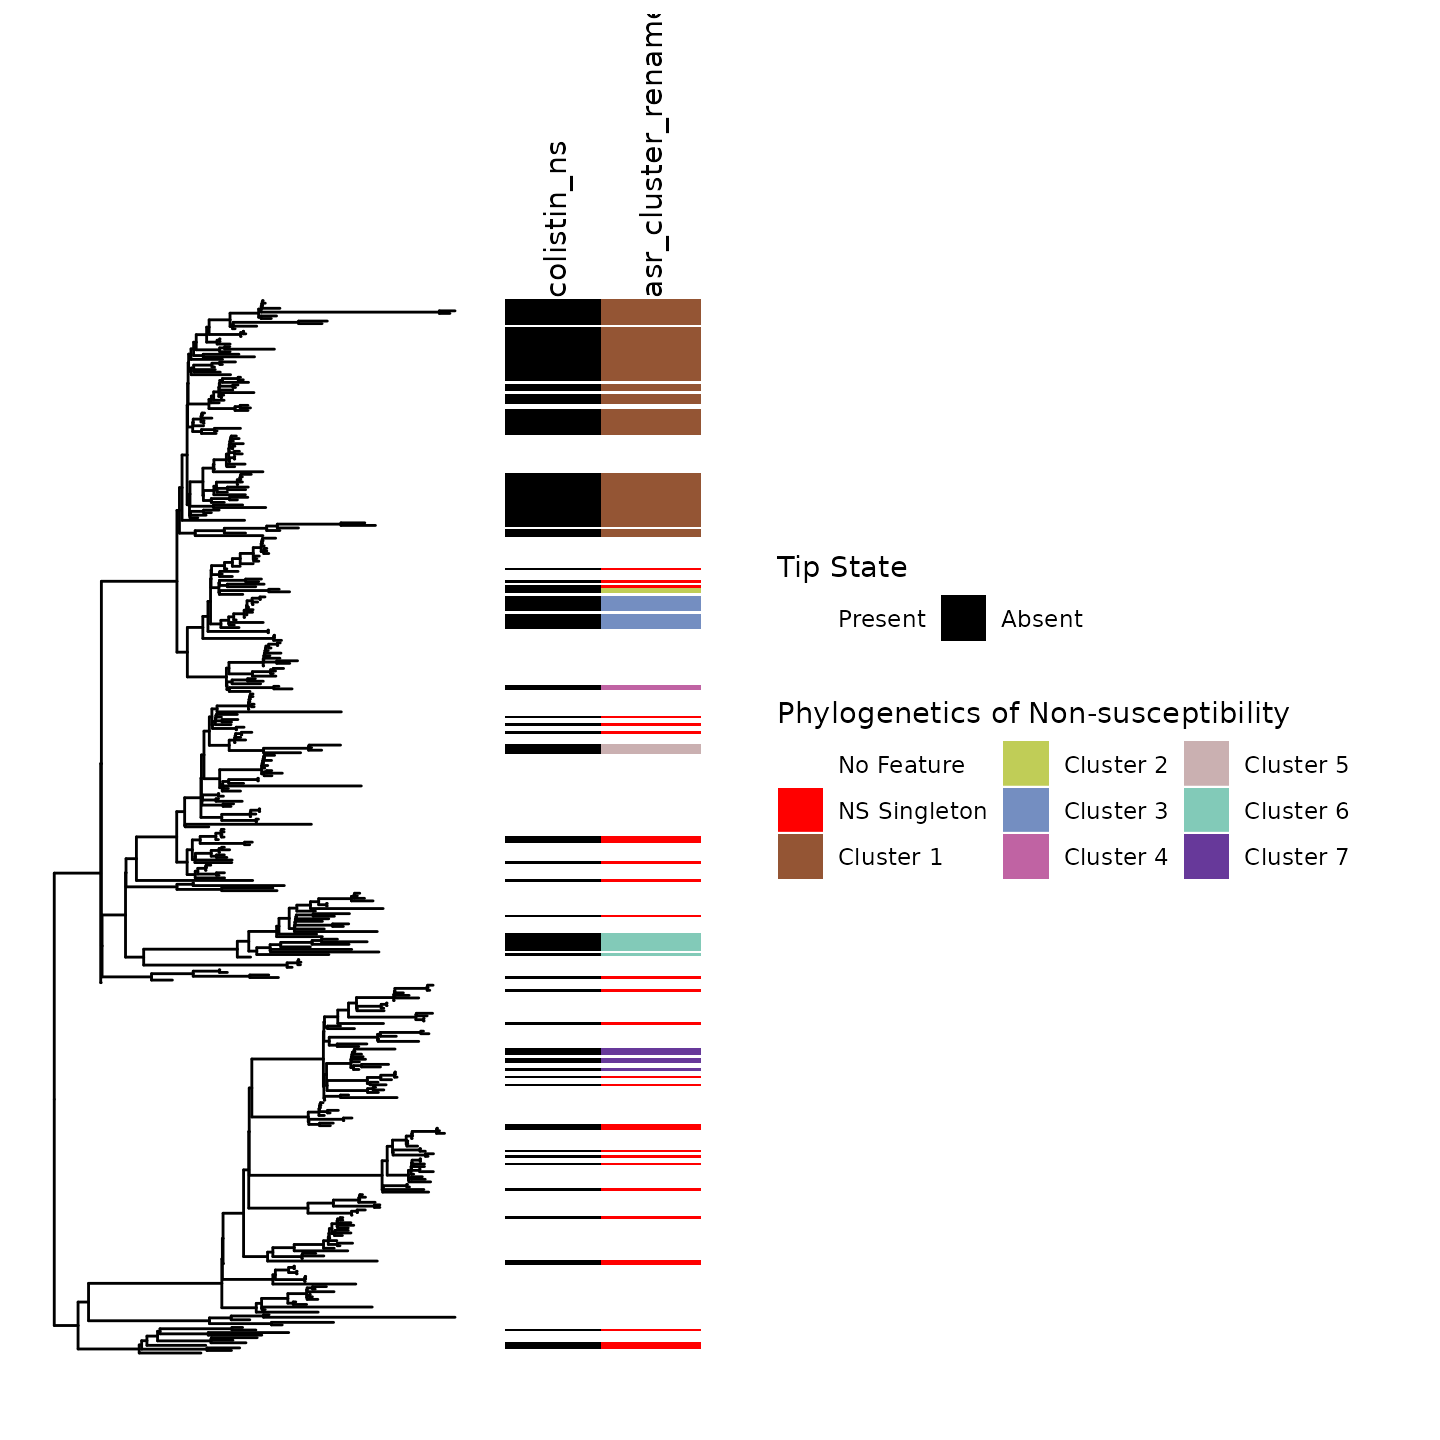 colistin_ns
asr_cluster_rename
Tip State
Present Absent
Phylogenetics of Non-susceptibility
No Feature Cluster 2 Cluster 5
NS Singleton Cluster 3 Cluster 6
Cluster 1 Cluster 4 Cluster 7